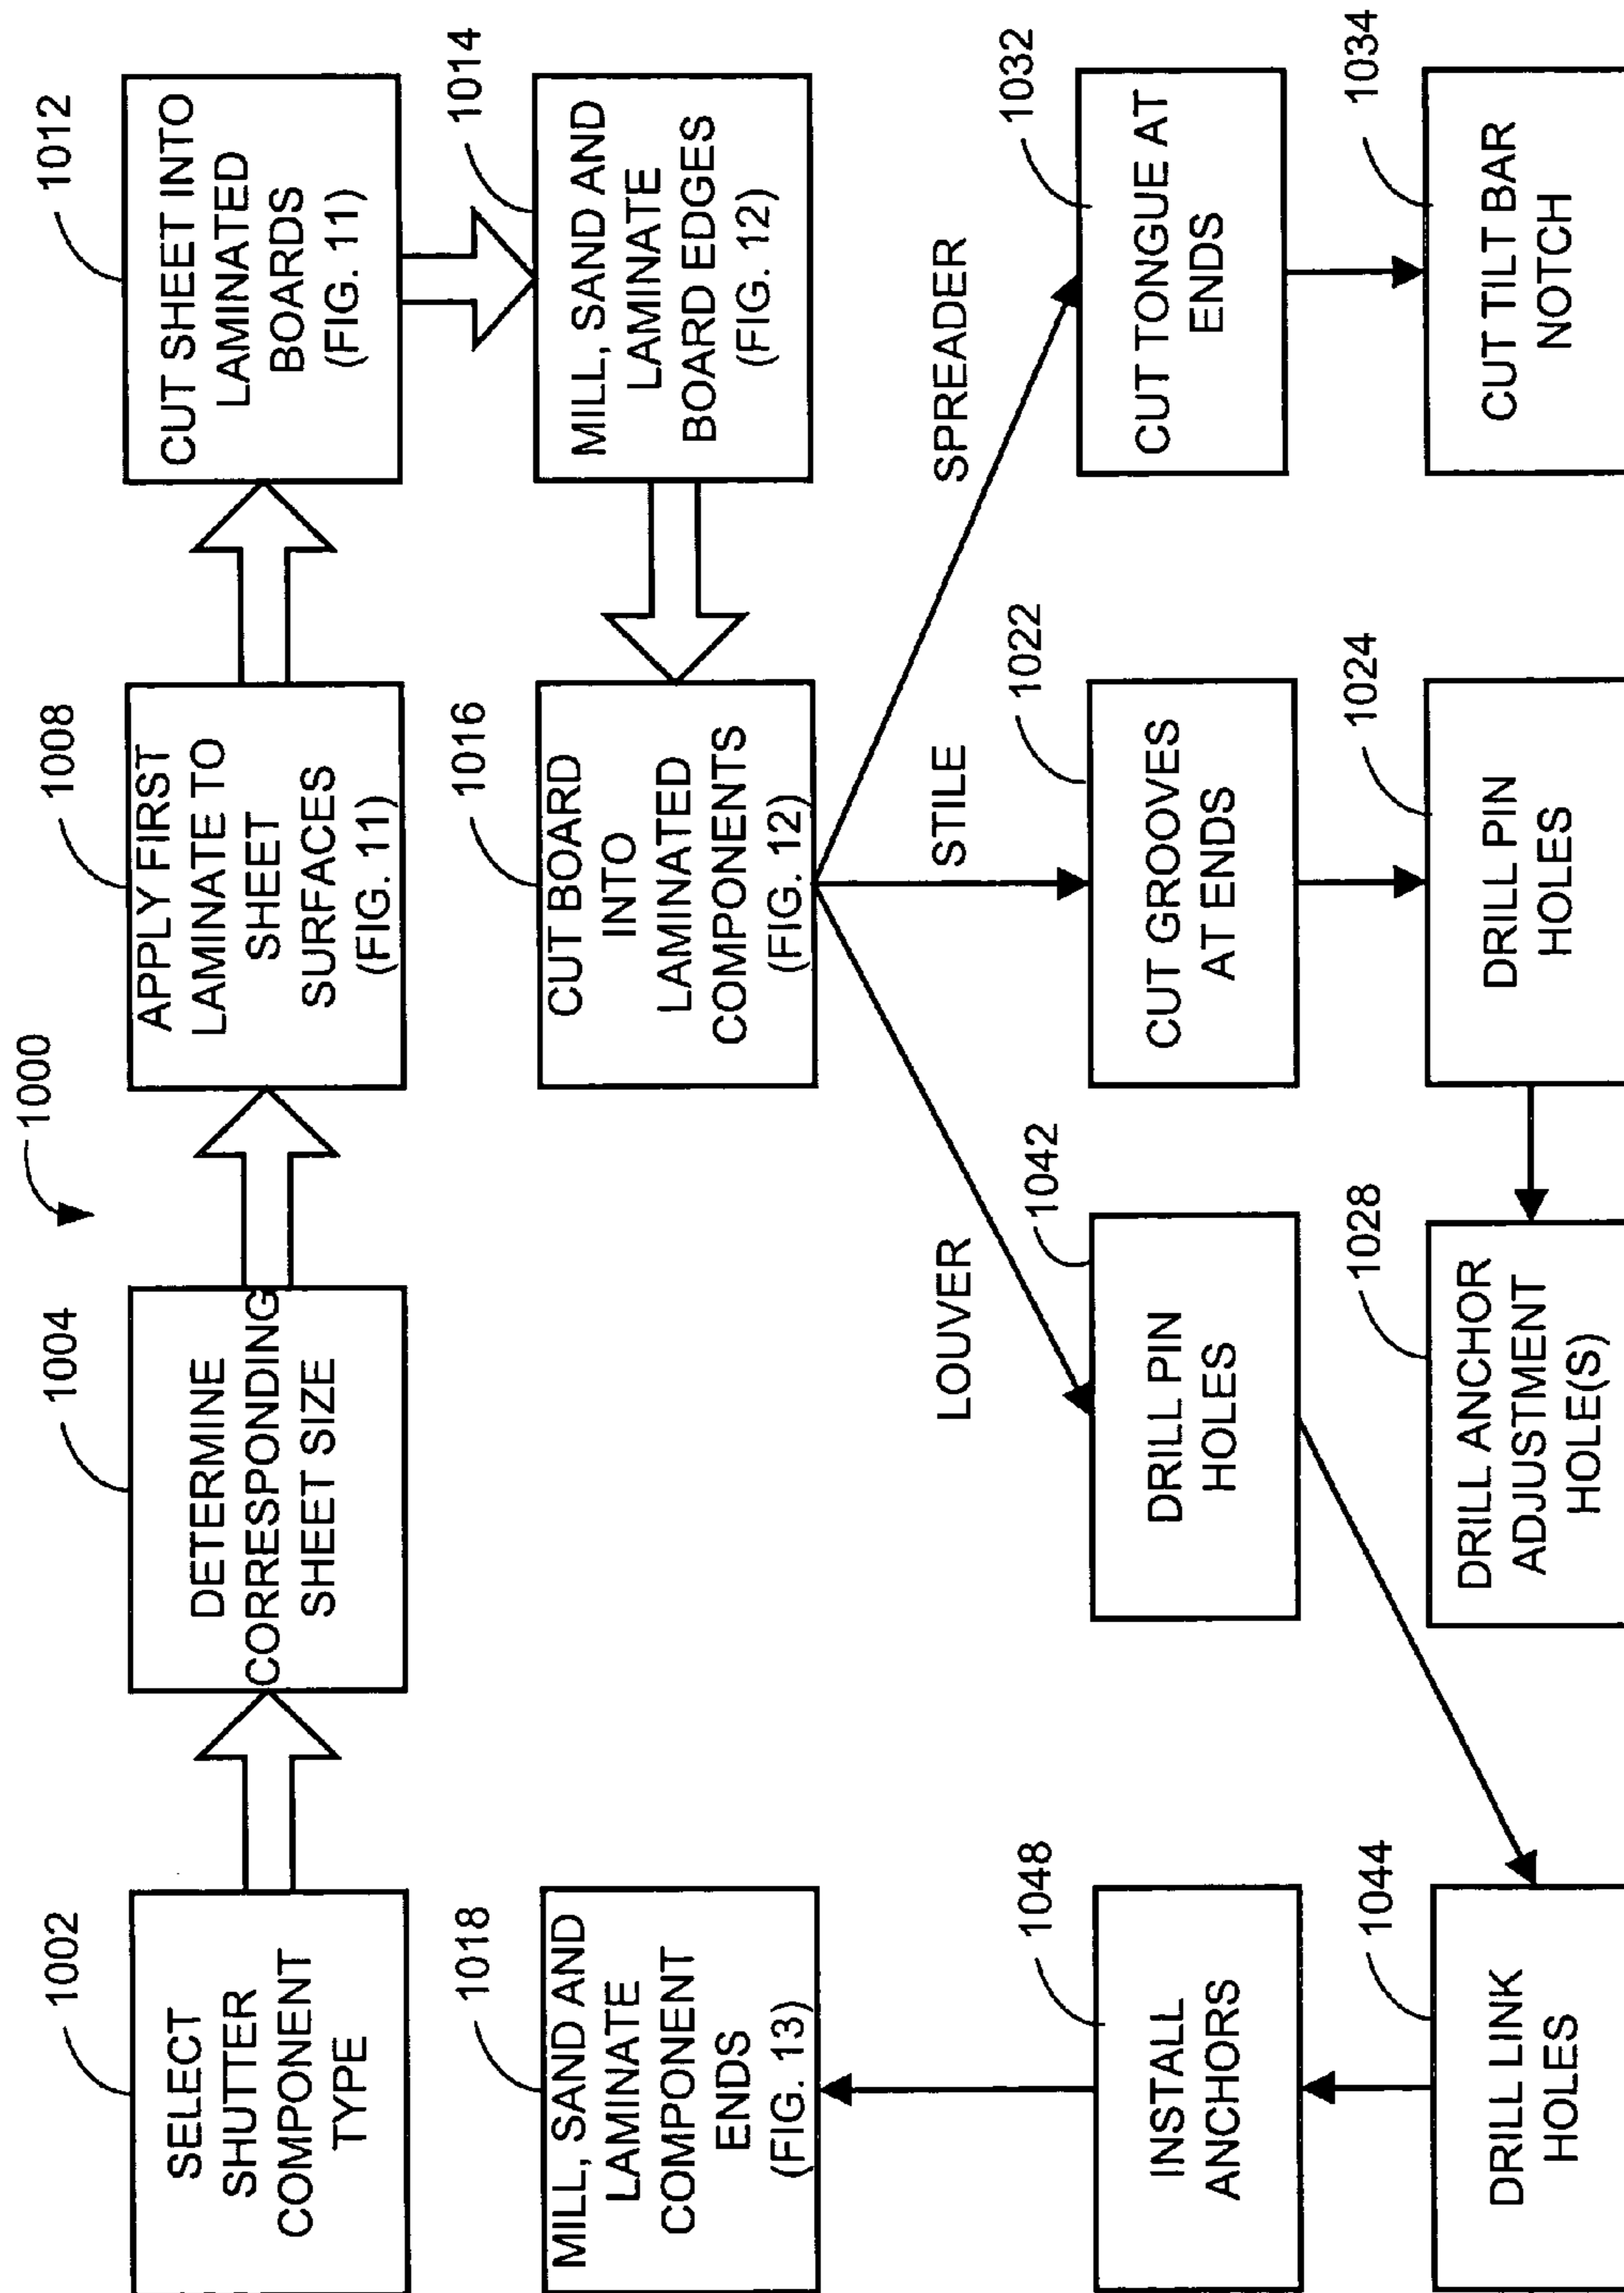 1000
1002
SELECT
SHUTTER
COMPONENT
TYPE
1004
DETERMINE
CORRESPONDING
SHEET SIZE
1008
APPLY FIRST
LAMINATE TO
SHEET
SURFACES
(FIG. 11)
1012
CUT SHEET INTO
LAMINATED
BOARDS
(FIG. 11)
1014
MILL, SAND AND
LAMINATE
BOARD EDGES
(FIG. 12)
1016
CUT BOARD
INTO
LAMINATED
COMPONENTS
(FIG. 12)
1018
MILL, SAND AND
LAMINATE
COMPONENT
ENDS
(FIG. 13)
LOUVER
STILE
SPREADER
1042
DRILL PIN
HOLES
1022
CUT GROOVES
AT ENDS
1032
CUT TONGUE AT
ENDS
1048
INSTALL
ANCHORS
1044
DRILL LINK
HOLES
1028
DRILL ANCHOR
ADJUSTMENT
HOLE(S)
1024
DRILL PIN
HOLES
1034
CUT TILT BAR
NOTCH